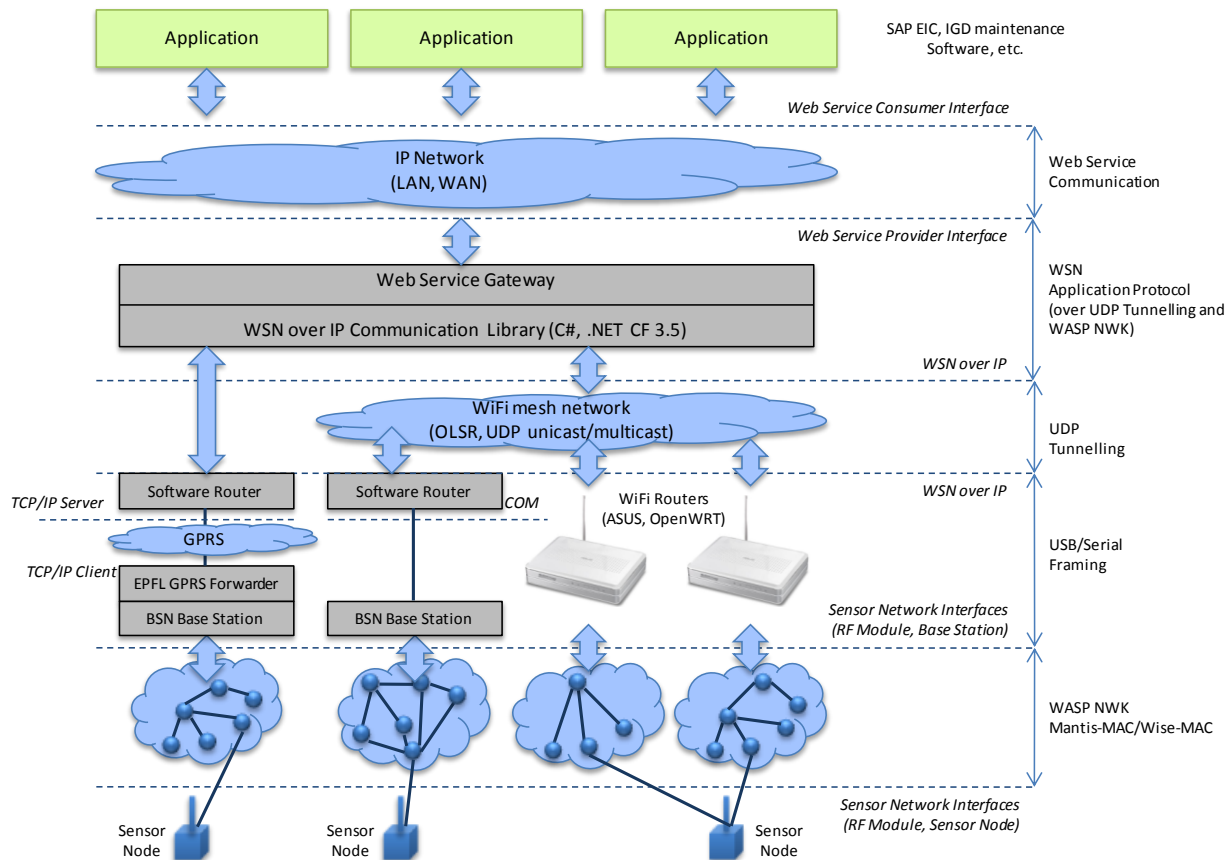 Application
Application
Application
SAP EIC, IGD maintenance
Software, etc.
Web Service Consumer Interface
IP Network
(LAN, WAN)
Web Service
Communication
Web Service Provider Interface
Web Service Gateway
WSN over IP Communication Library (C#, .NET CF 3.5)
WSN
Application Protocol
(over UDP Tunnelling and
WASP NWK)
WSN over IP
WiFi mesh network
(OLSR, UDP unicast/multicast)
UDP
Tunnelling
WSN over IP
Software Router
Software Router
TCP/IP Server
COM
WiFi Routers
(ASUS, OpenWRT)
GPRS
TCP/IP Client
EPFL GPRS Forwarder
BSN Base Station
BSN Base Station
USB/Serial
Framing
Sensor Network Interfaces
(RF Module, Base Station)
WASP NWK
Mantis-MAC/Wise-MAC
Sensor Network Interfaces
(RF Module, Sensor Node)
Sensor
Node
Sensor
Node
Sensor
Node